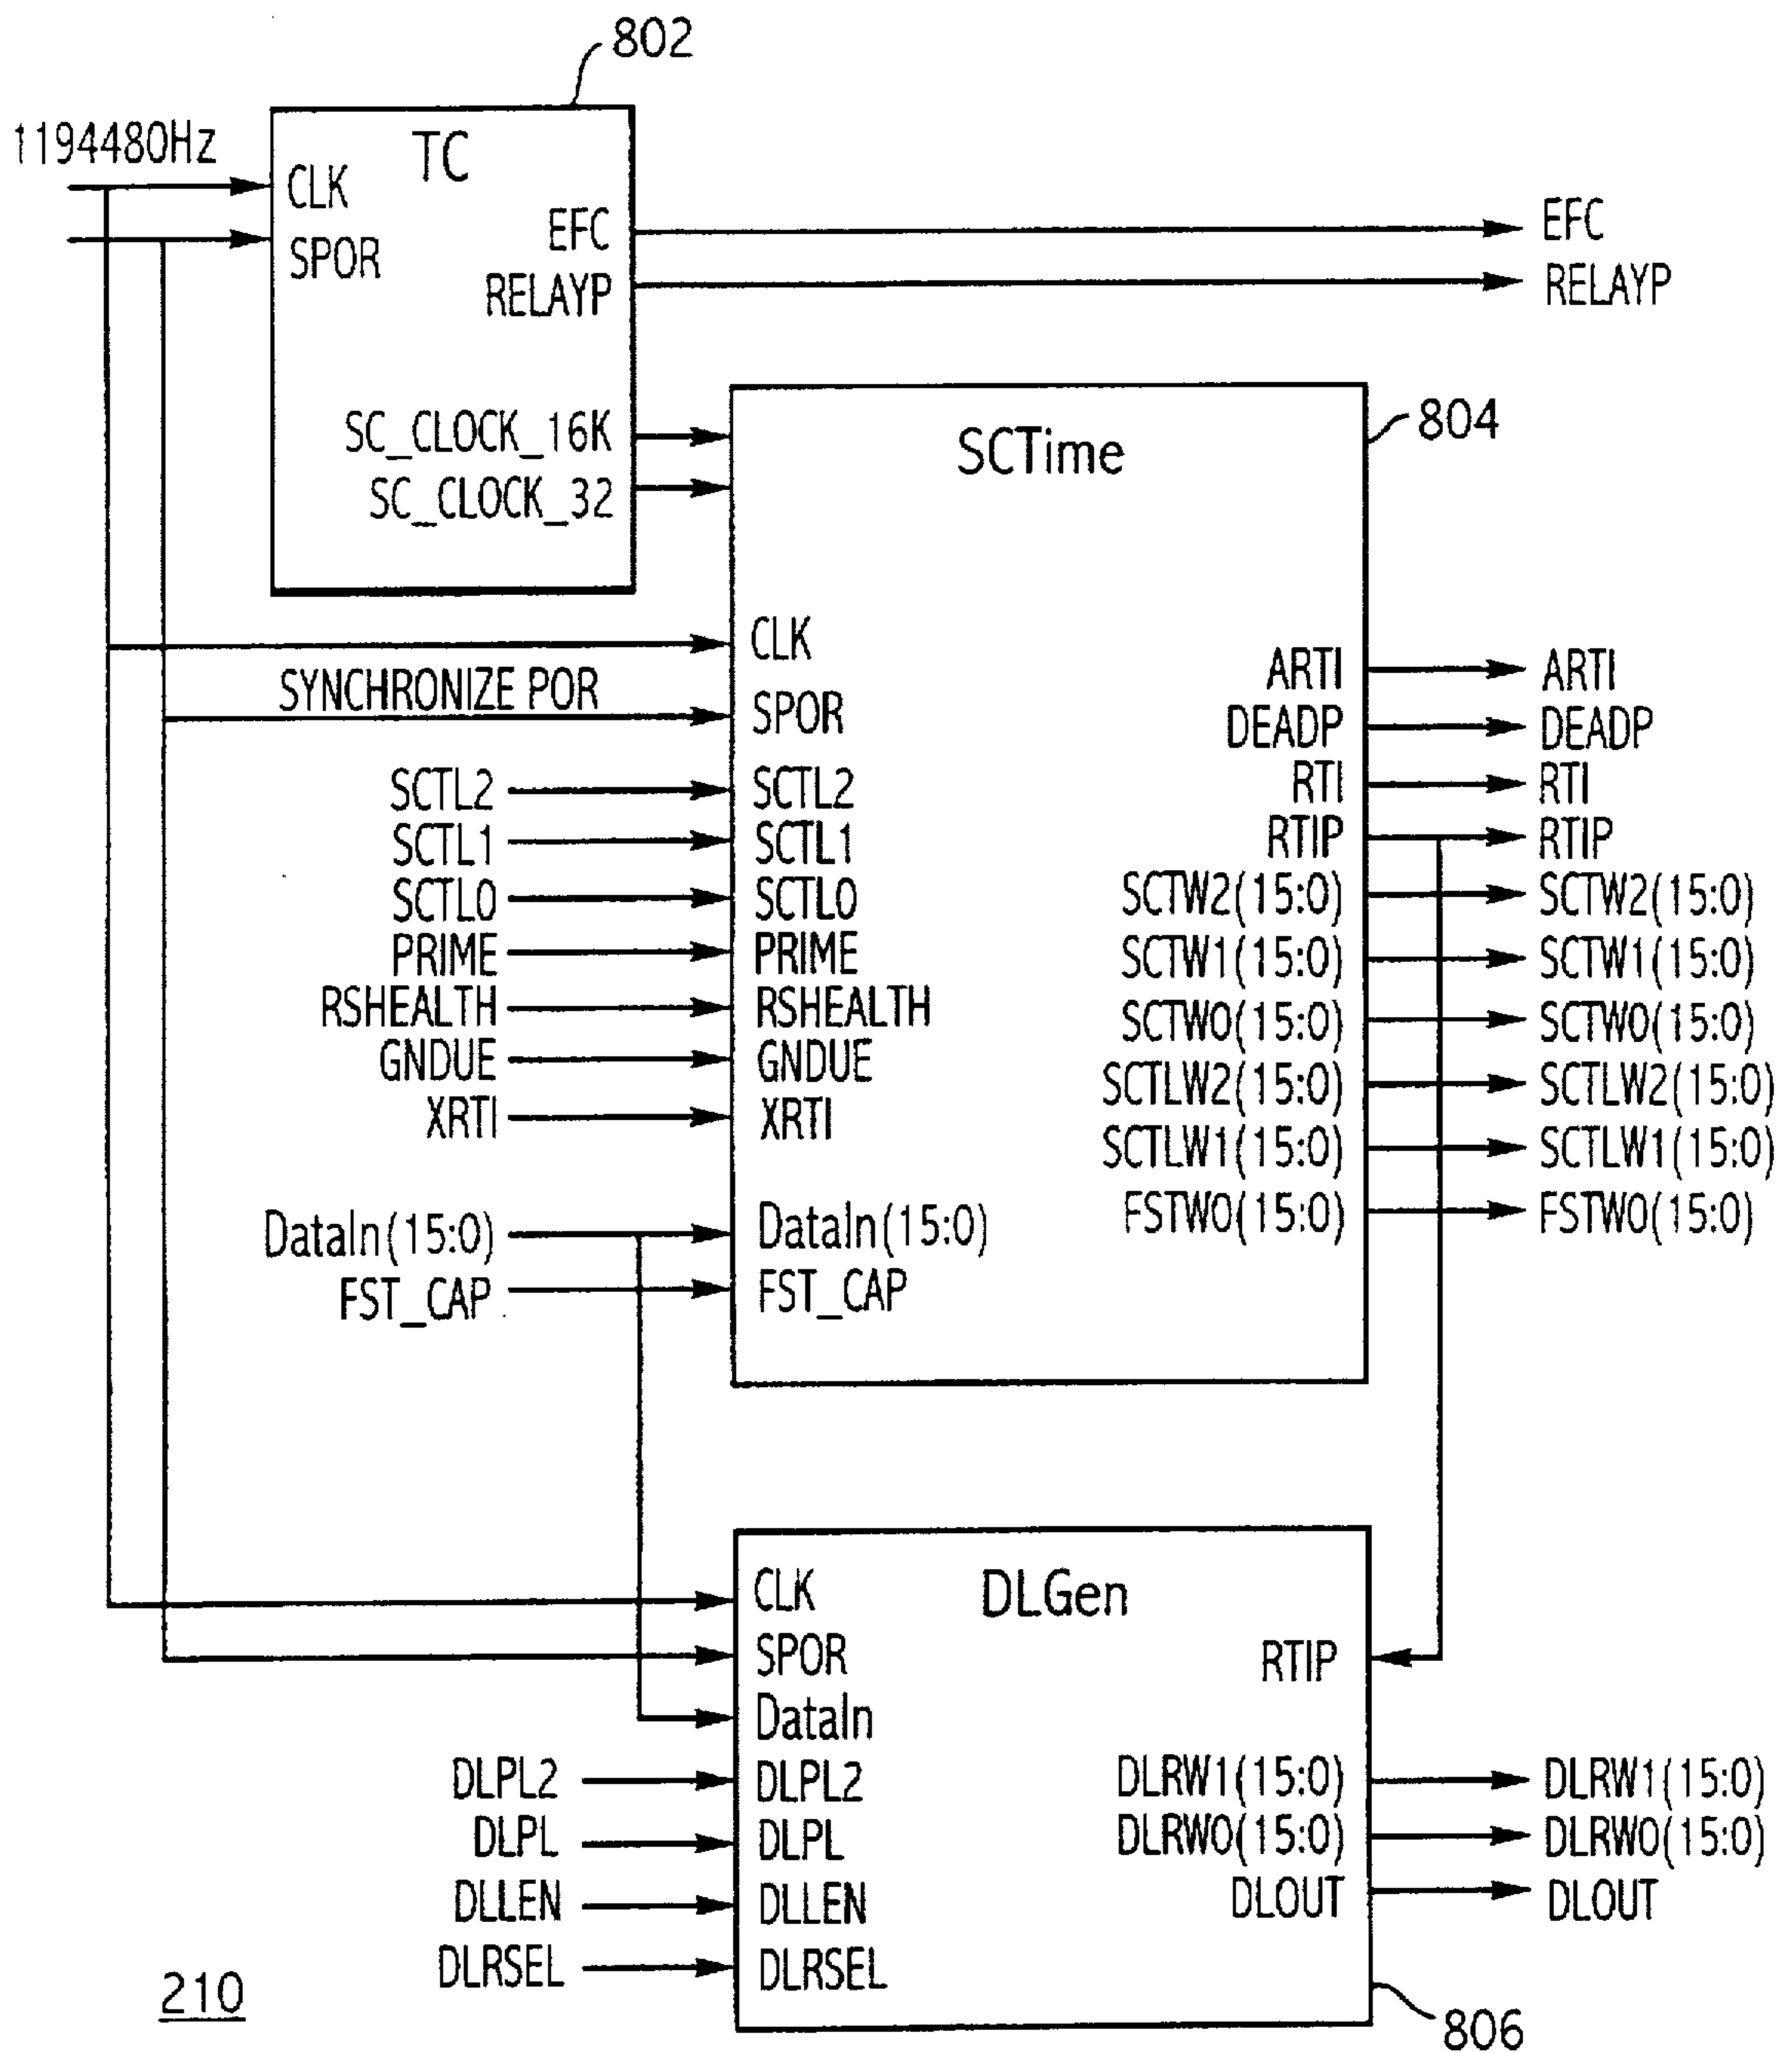 802
1194480Hz
TC
CLK
SPOR
EFC
EFC
RELAYP
RELAYP
SC_CLOCK_16K
SC_CLOCK_32
SCTime
804
CLK
SYNCHRONIZE POR
SPOR
ARTI
ARTI
DEADP
DEADP
SCTL2
SCTL2
RTI
RTI
SCTL1
SCTL1
RTIP
RTIP
SCTL0
SCTL0
SCTW2(15:0)
SCTW2(15:0)
PRIME
PRIME
SCTW1(15:0)
SCTW1(15:0)
RSHEALTH
RSHEALTH
SCTW0(15:0)
SCTW0(15:0)
GNDUE
GNDUE
SCTLW2(15:0)
SCTLW2(15:0)
XRTI
XRTI
SCTLW1(15:0)
SCTLW1(15:0)
DataIn(15:0)
DataIn(15:0)
FSTW0(15:0)
FSTW0(15:0)
FST_CAP
FST_CAP
CLK
DLGen
SPOR
RTIP
DataIn
DLPL2
DLPL2
DLRW1(15:0)
DLRW1(15:0)
DLPL
DLPL
DLRW0(15:0)
DLRW0(15:0)
DLLEN
DLLEN
DLOUT
DLOUT
DLRSEL
DLRSEL
210
806